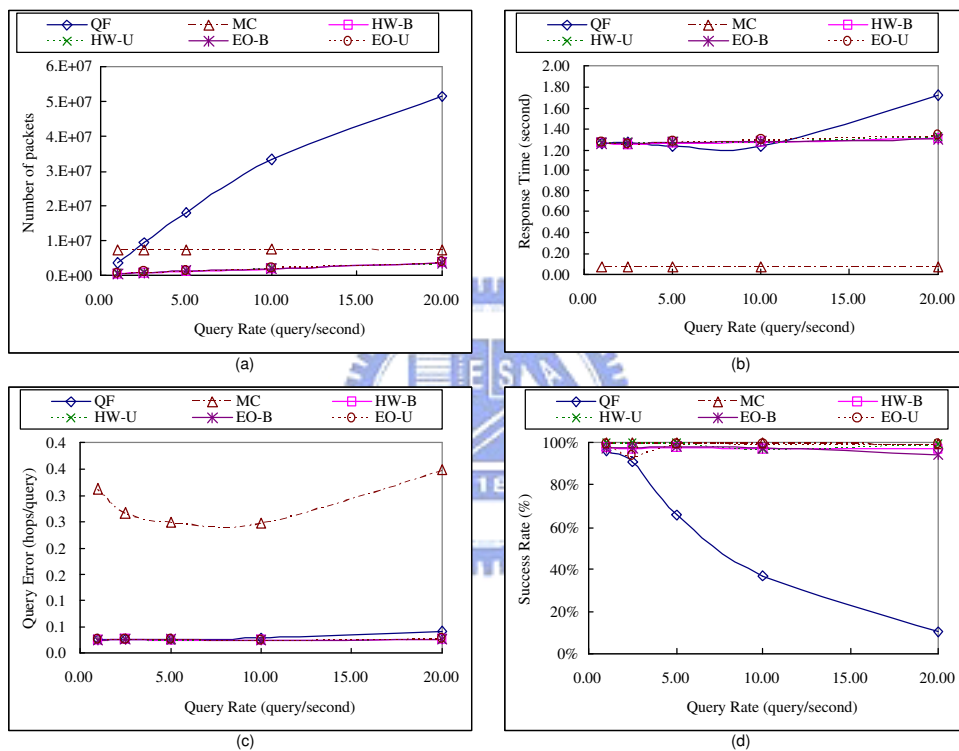 QF MC HW-B
HW-U EO-B EO-U
6.E+07
5.E+07
4.E+07
3.E+07
2.E+07
1.E+07
0.E+00
Number of packets
0.00 5.00 10.00 15.00 20.00
Query Rate (query/second)
(a)
QF MC HW-B
HW-U EO-B EO-U
2.00
1.80
1.60
1.40
1.20
1.00
0.80
0.60
0.40
0.20
0.00
Response Time (second)
0.00 5.00 10.00 15.00 20.00
Query Rate (query/second)
(b)
QF MC HW-B
HW-U EO-B EO-U
0.4
0.4
0.3
0.3
0.2
0.2
0.1
0.1
0.0
Query Error (hops/query)
0.00 5.00 10.00 15.00 20.00
Query Rate (query/second)
(c)
QF MC HW-B
HW-U EO-B EO-U
100%
80%
60%
40%
20%
0%
Success Rate (%)
0.00 5.00 10.00 15.00 20.00
Query Rate (query/second)
(d)
E S A
18